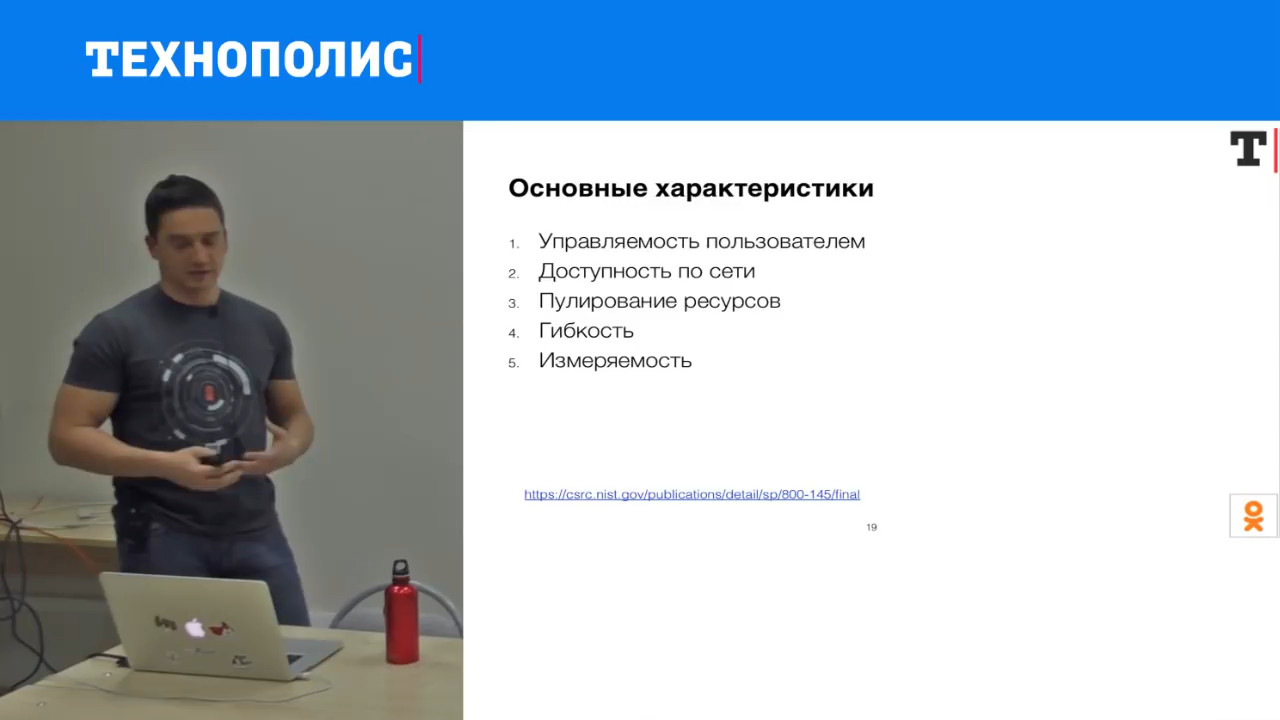 ТЕХНОПОЛИС
Т
Основные характеристики
1. Управляемость пользователем
2. Доступность по сети
3. Пулирование ресурсов
4. Гибкость
5. Измеряемость
https://csrc.nist.gov/publications/detail/sp/800-145/final
19